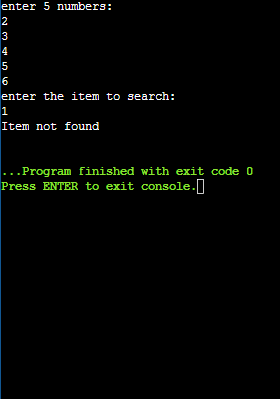 enter 5 numbers:
2
3
4
5
6
enter the item to search:
1
Item not found
...Program finished with exit code 0
Press ENTER to exit console.